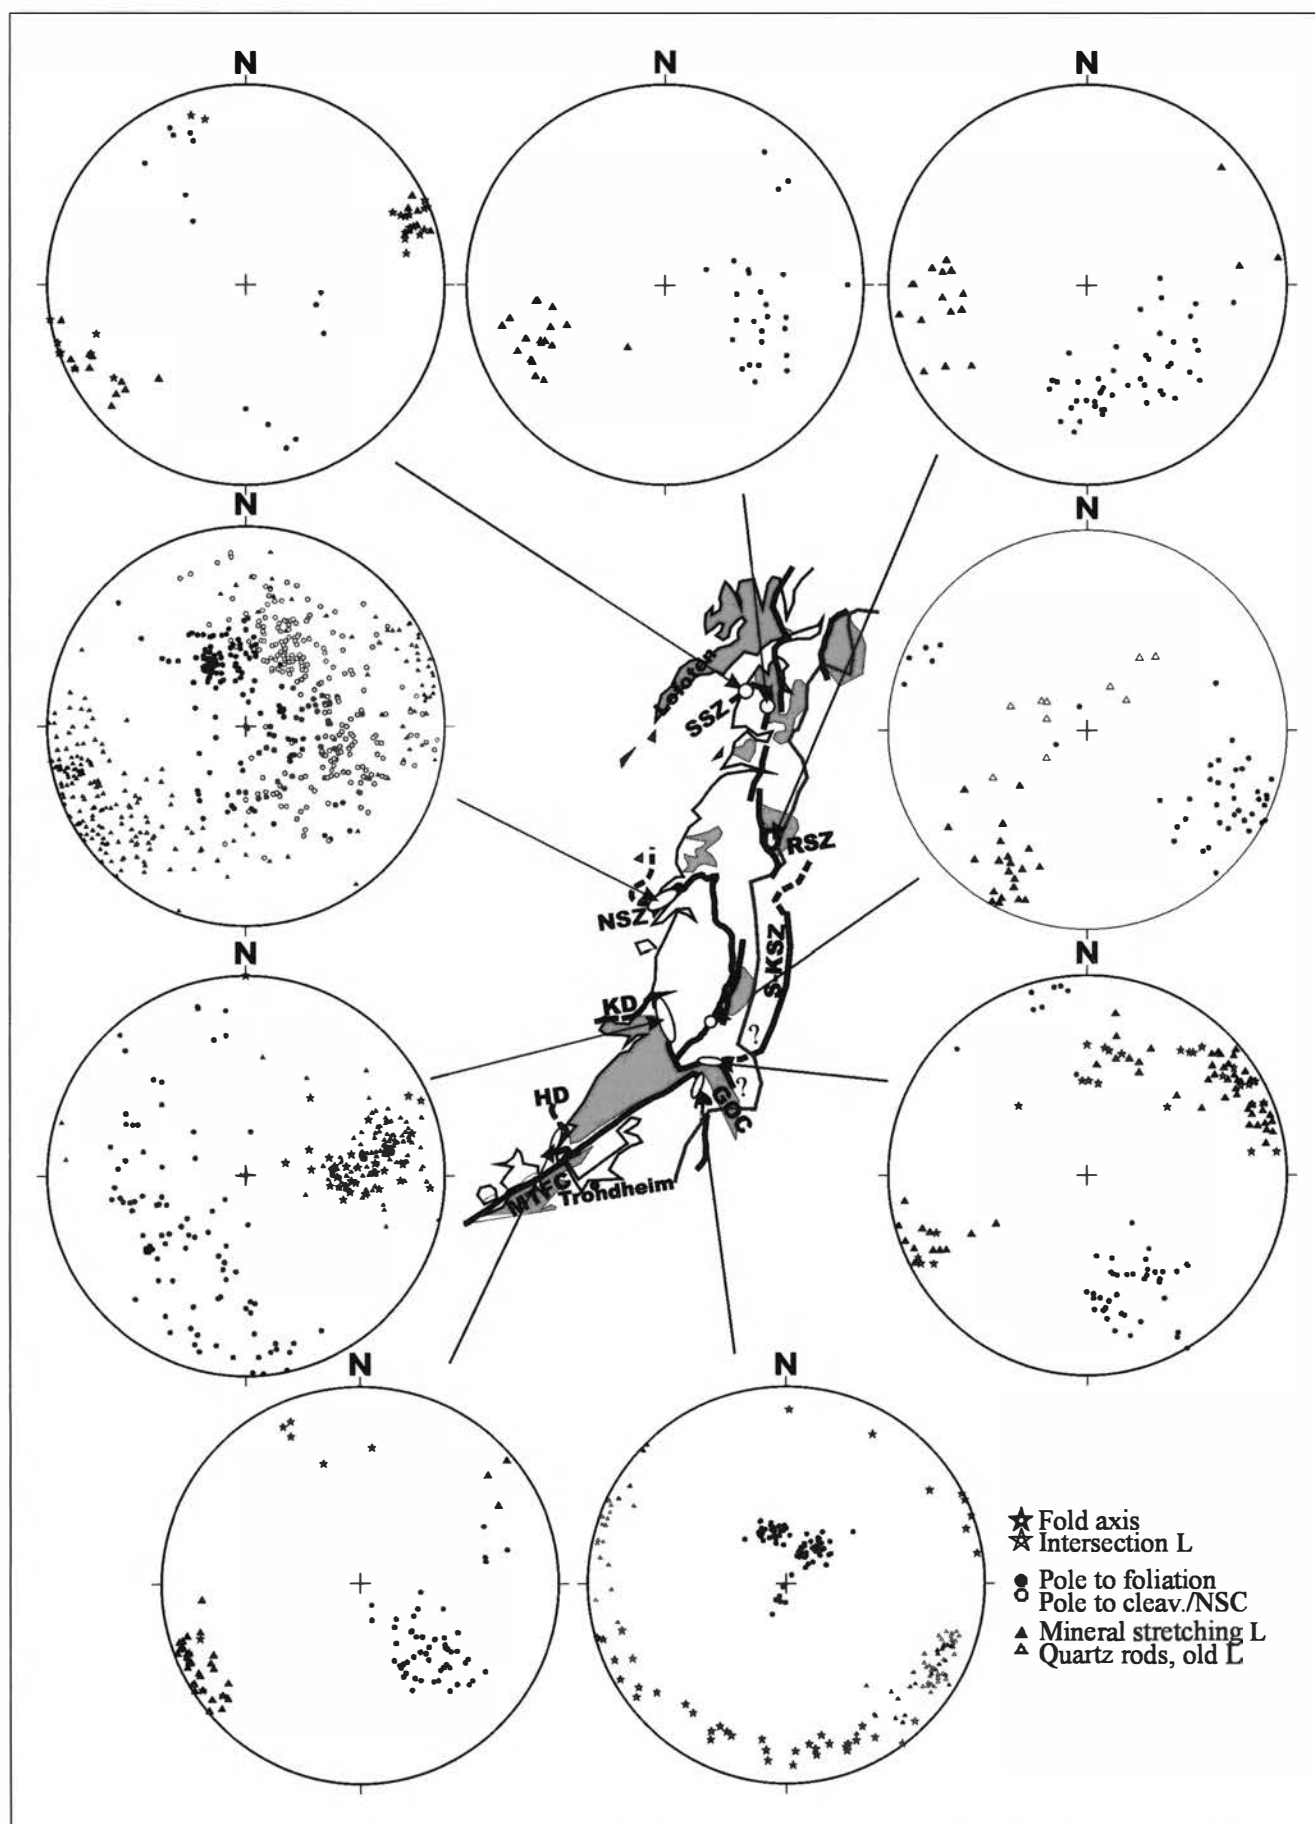 N
N
N
N
N
N
N
N
N
Lofoten
SSZ
RSZ
NSZ
S-KSZ
KD
?
HD
?
GOC
MTFC
Trondheim
Fold axis
Intersection L
Pole to foliation
Pole to cleav./NSC
Mineral stretching L
Quartz rods, old L